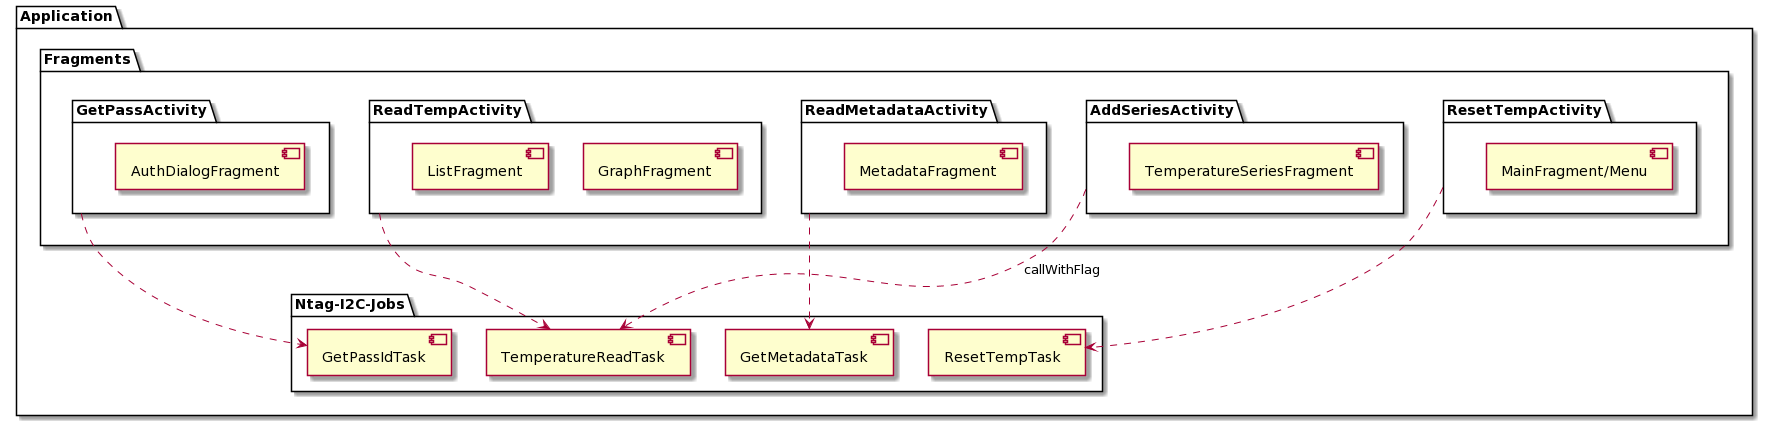 Application
Fragments
GetPassActivity
ReadTempActivity
ReadMetadataActivity
AddSeriesActivity
ResetTempActivity
AuthDialogFragment
ListFragment
GraphFragment
MetadataFragment
TemperatureSeriesFragment
MainFragment/Menu
callWithFlag
Ntag-I2C-Jobs
GetPassIdTask
TemperatureReadTask
GetMetadataTask
ResetTempTask